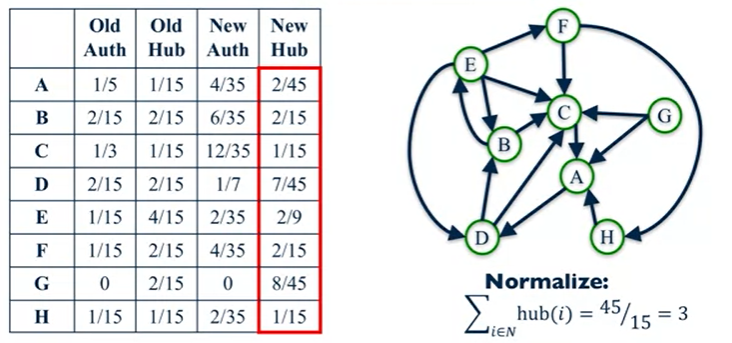 Old Auth Old Hub New Auth New Hub
A 1/5 1/15 4/35 2/45
B 2/15 2/15 6/35 2/15
C 1/3 1/15 12/35 1/15
D 2/15 2/15 1/7 7/45
E 1/15 4/15 2/35 2/9
F 1/15 2/15 4/35 2/15
G 0 2/15 0 8/45
H 1/15 1/15 2/35 1/15
F
E
C
G
B
A
D
H
Normalize:
∑i∈N hub(i) = 45/15 = 3